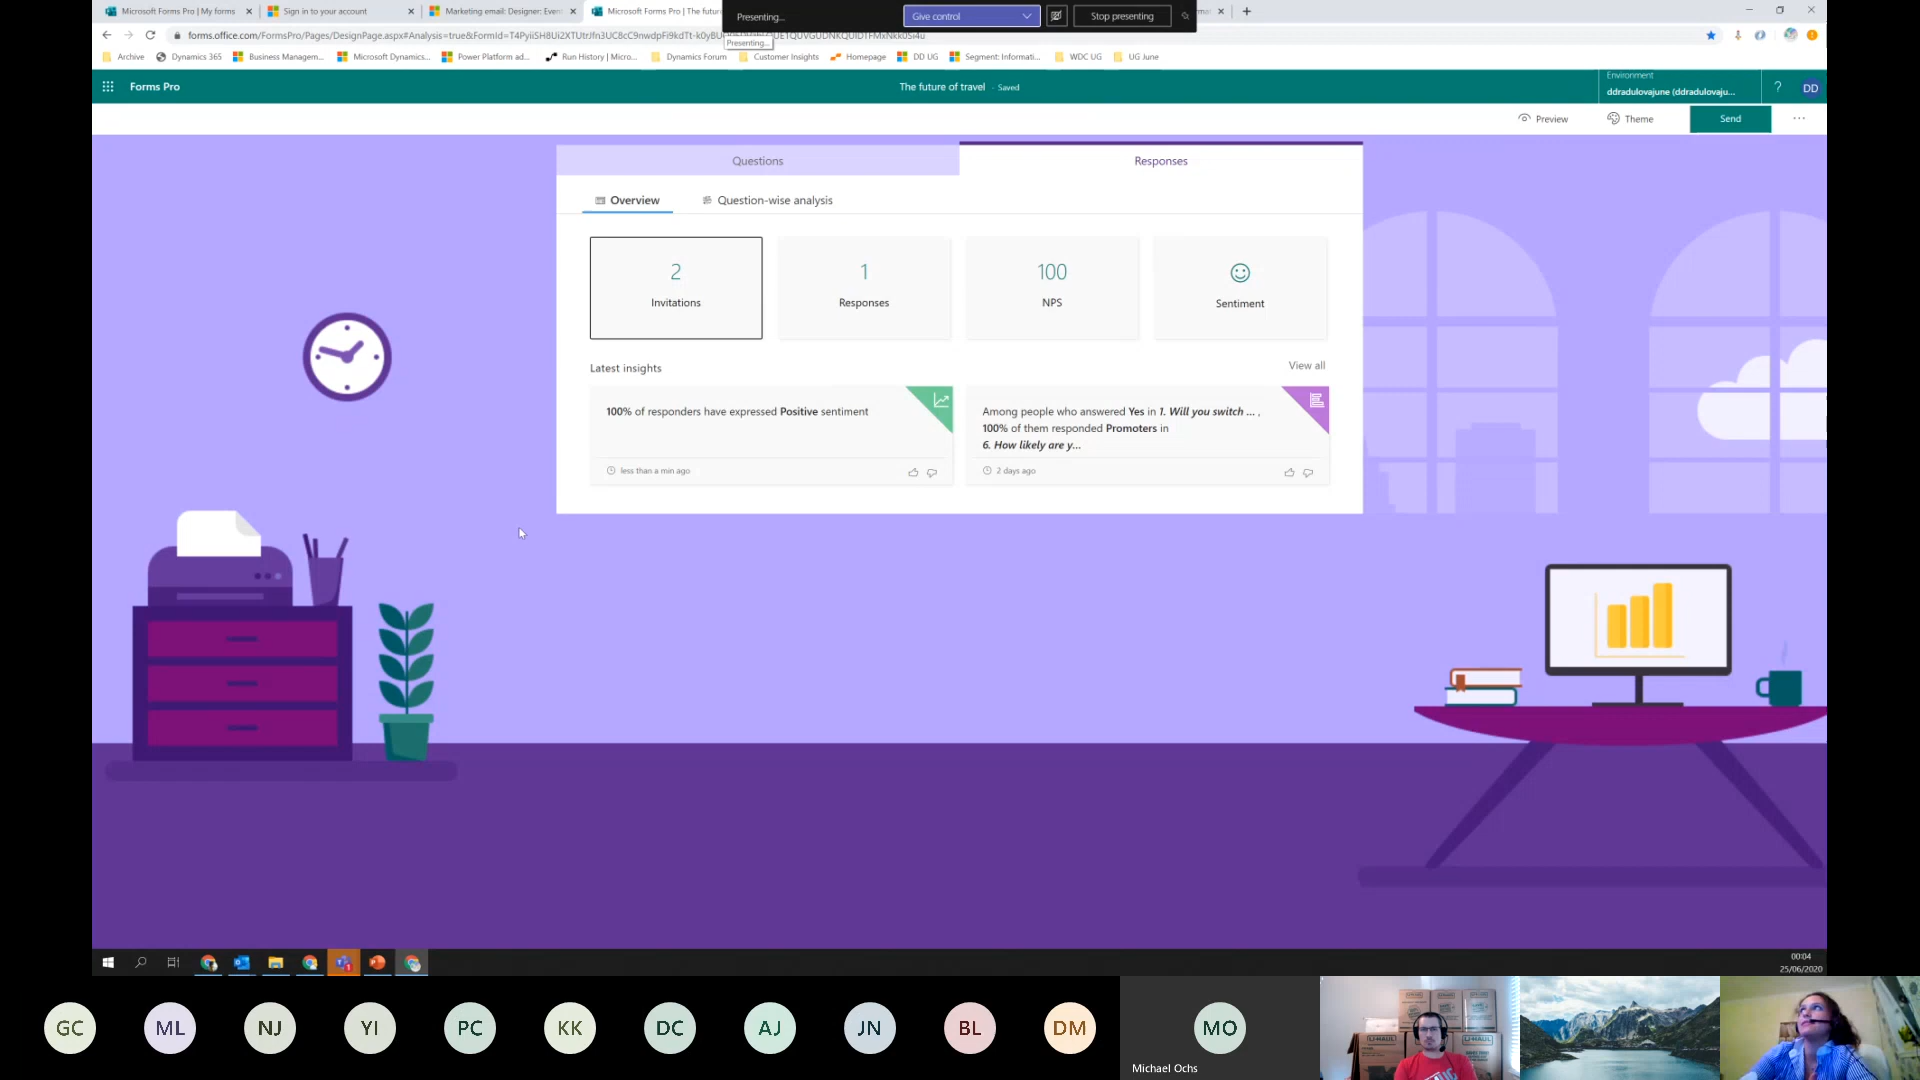 Microsoft Forms Pro | My forms
Sign in to your account
Marketing email: Designer: Even
Microsoft Forms Pro | The futur
Presenting...
Give control
Stop presenting
Presenting...
Archive
Dynamics 365
Business Managem...
Microsoft Dynamics...
Power Platform ad...
Run History | Micro...
Dynamics Forum
Customer Insights
Homepage
DD UG
Segment: Informati...
WDC UG
UG June
Forms Pro
The future of travel - Saved
Environment
ddradulovajune (ddradulovaju...
?
DD
Preview
Theme
Send
...
Questions
Responses
Overview
Question-wise analysis
2
Invitations
1
Responses
100
NPS
Sentiment
Latest insights
View all
100% of responders have expressed Positive sentiment
less than a min ago
Among people who answered Yes in 1. Will you switch ... ,
100% of them responded Promoters in
6. How likely are y...
2 days ago
00:04
25/06/2020
GC
ML
NJ
YI
PC
KK
DC
AJ
JN
BL
DM
MO
Michael Ochs
U-HAUL